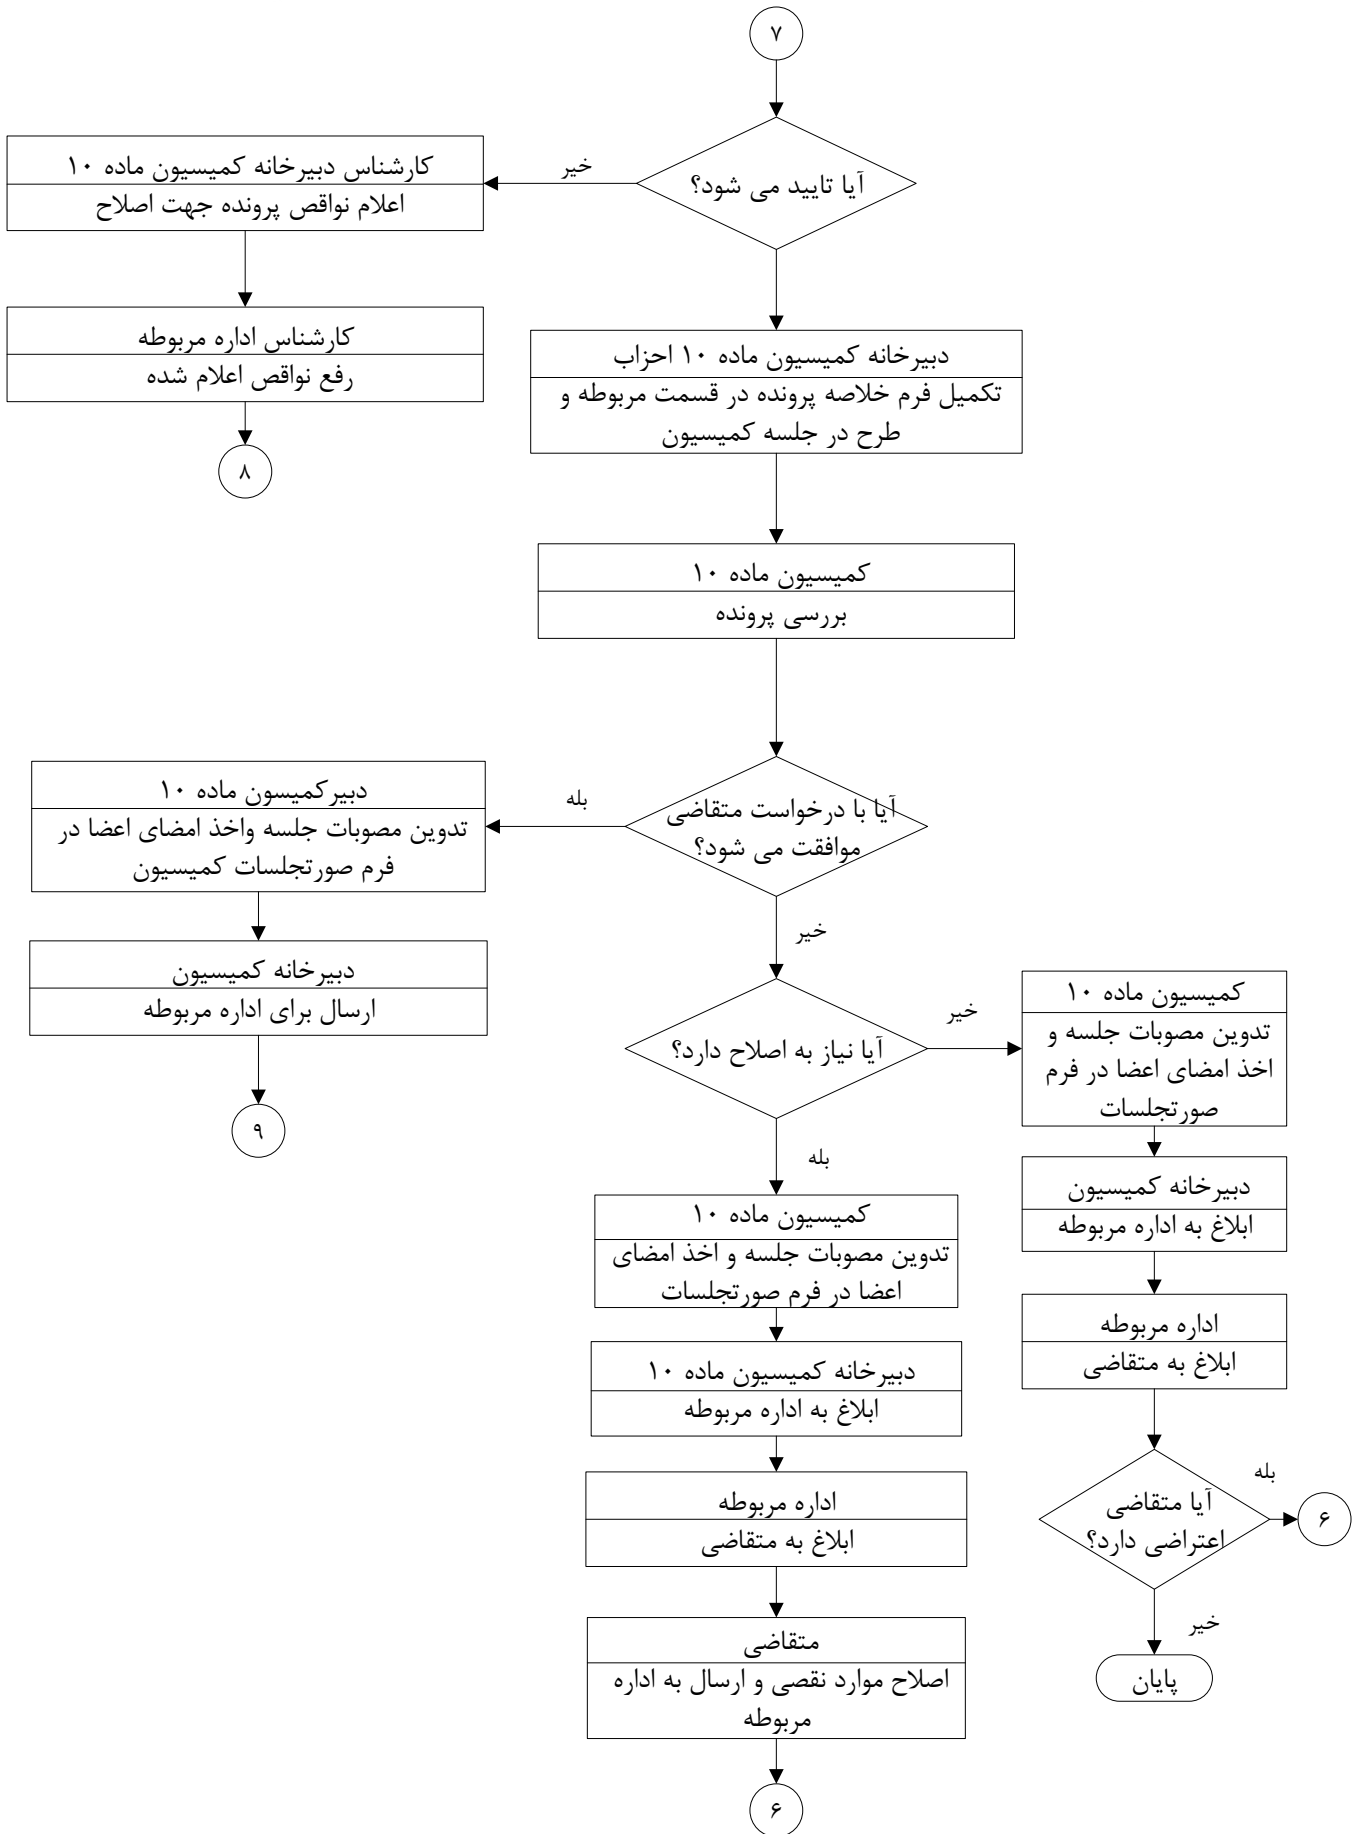 ۷
آیا تایید می شود؟
خیر
کارشناس دبیرخانه کمیسیون ماده ۱۰
اعلام نواقص پرونده جهت اصلاح
کارشناس اداره مربوطه
رفع نواقص اعلام شده
۸
دبیرخانه کمیسیون ماده ۱۰ احزاب
تکمیل فرم خلاصه پرونده در قسمت مربوطه و
طرح در جلسه کمیسیون
کمیسیون ماده ۱۰
بررسی پرونده
آیا با درخواست متقاضی
موافقت می شود؟
بله
دبیرکمیسون ماده ۱۰
تدوین مصوبات جلسه واخذ امضای اعضا در
فرم صورتجلسات کمیسیون
دبیرخانه کمیسیون
ارسال برای اداره مربوطه
۹
خیر
آیا نیاز به اصلاح دارد؟
خیر
کمیسیون ماده ۱۰
تدوین مصوبات جلسه و
اخذ امضای اعضا در فرم
صورتجلسات
دبیرخانه کمیسیون
ابلاغ به اداره مربوطه
اداره مربوطه
ابلاغ به متقاضی
آیا متقاضی
اعتراضی دارد؟
بله
۶
خیر
پایان
بله
کمیسیون ماده ۱۰
تدوین مصوبات جلسه و اخذ امضای
اعضا در فرم صورتجلسات
دبیرخانه کمیسیون ماده ۱۰
ابلاغ به اداره مربوطه
اداره مربوطه
ابلاغ به متقاضی
متقاضی
اصلاح موارد نقصی و ارسال به اداره
مربوطه
۶